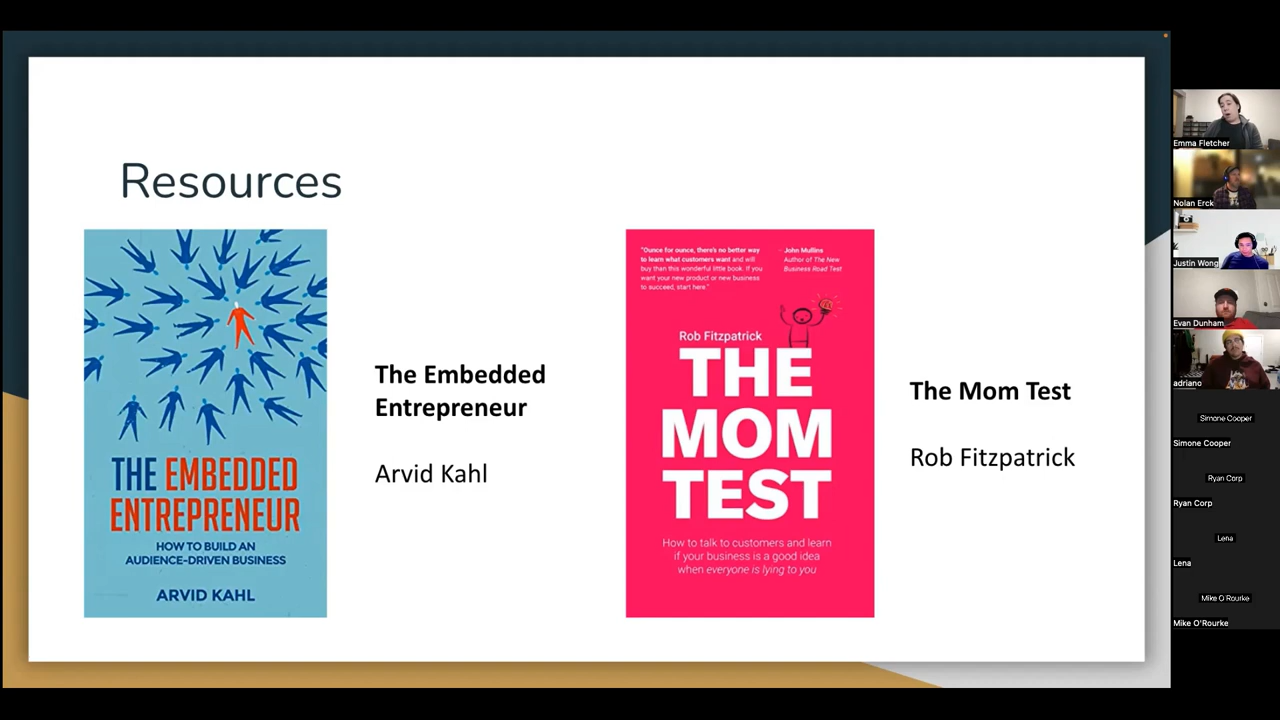 Resources
THE EMBEDDED
ENTREPRENEUR
HOW TO BUILD AN
AUDIENCE-DRIVEN BUSINESS
ARVID KAHL
The Embedded
Entrepreneur
Arvid Kahl
"Ounce for ounce, there's no better way
to learn what customers want and will
buy than this wonderful little book. If you
want your new product or new business
to succeed, start here."
John Mullins
Author of The New
Business Road Test
Rob Fitzpatrick
THE
MOM
TEST
How to talk to customers and learn
if your business is a good idea
when everyone is lying to you
The Mom Test
Rob Fitzpatrick
Emma Fletcher
Nolan Erck
Justin Wong
Evan Dunham
adriano
Simone Cooper
Simone Cooper
Ryan Corp
Ryan Corp
Lena
Lena
Mike O'Rourke
Mike O'Rourke